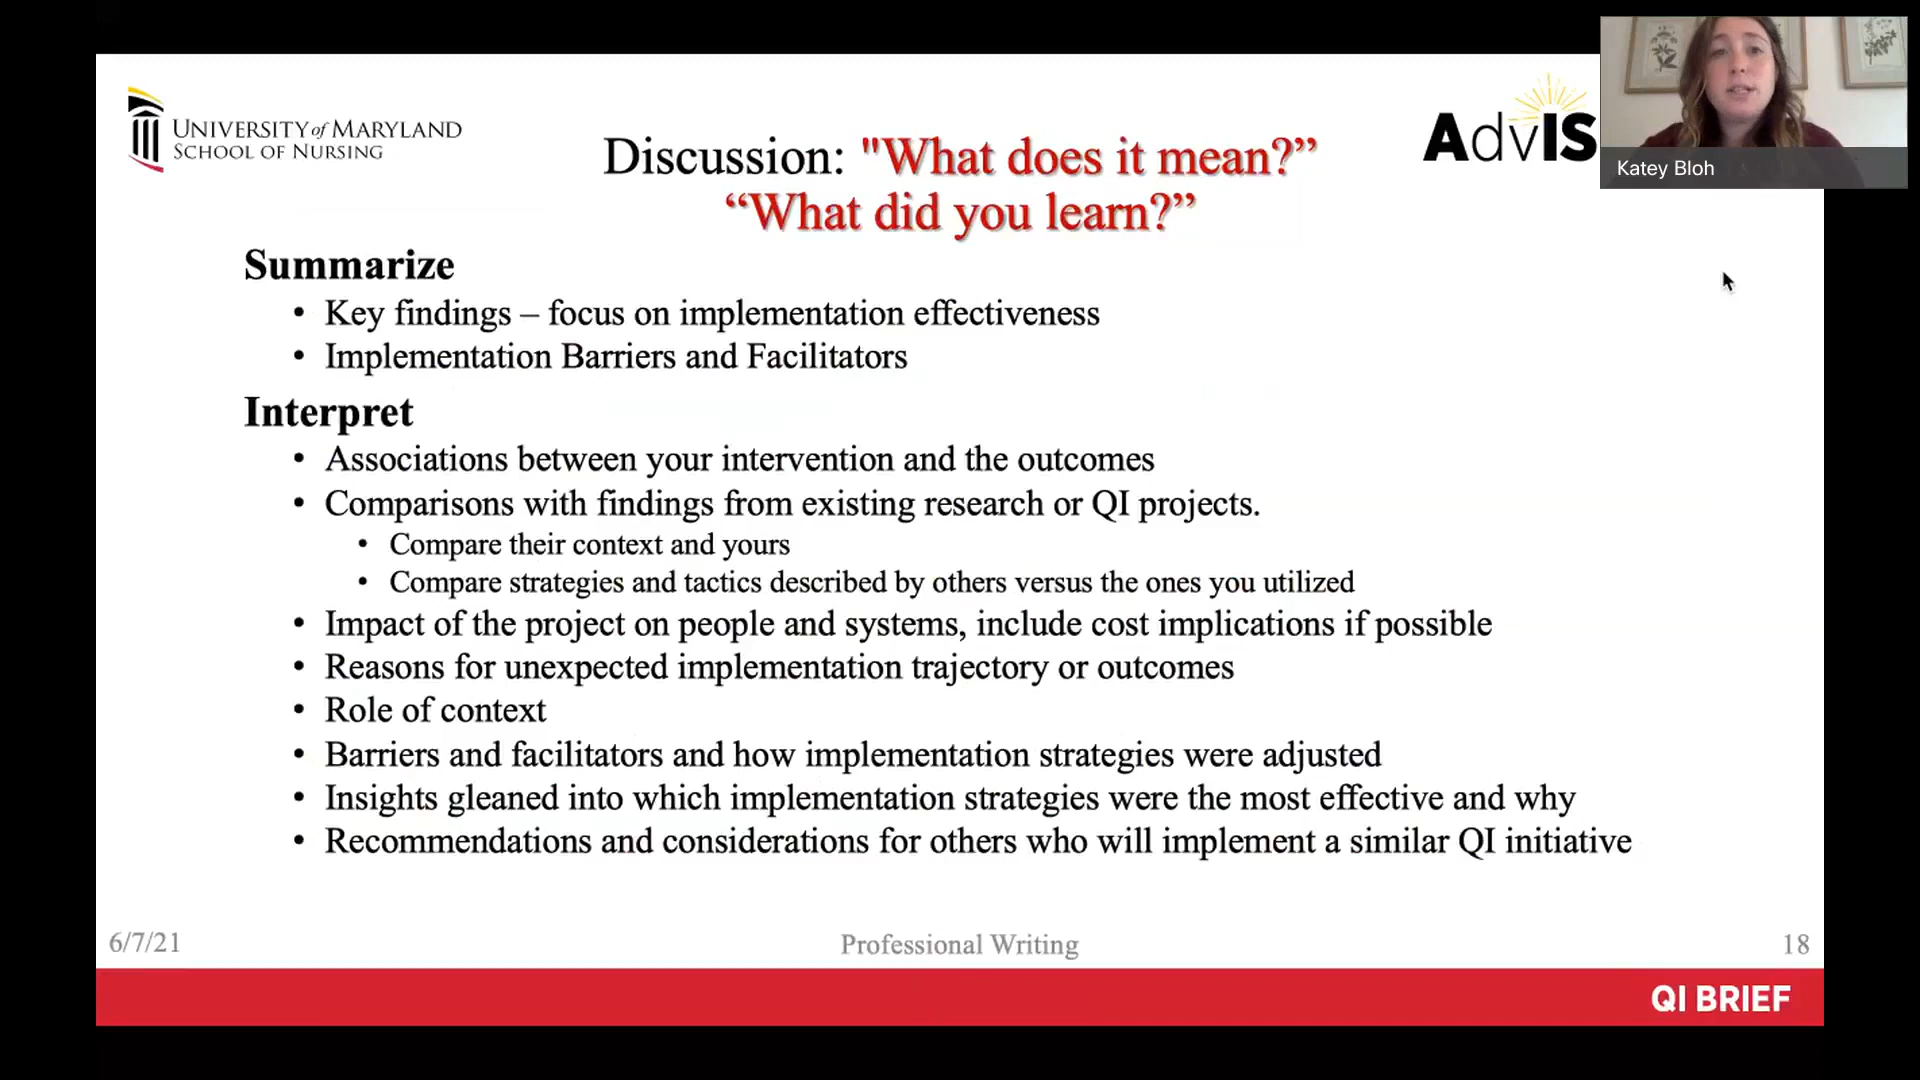 UNIVERSITY of MARYLAND
SCHOOL OF NURSING
AdvIS
Katey Bloh
Discussion: "What does it mean?”
“What did you learn?”
Summarize
• Key findings – focus on implementation effectiveness
• Implementation Barriers and Facilitators
Interpret
• Associations between your intervention and the outcomes
• Comparisons with findings from existing research or QI projects.
• Compare their context and yours
• Compare strategies and tactics described by others versus the ones you utilized
• Impact of the project on people and systems, include cost implications if possible
• Reasons for unexpected implementation trajectory or outcomes
• Role of context
• Barriers and facilitators and how implementation strategies were adjusted
• Insights gleaned into which implementation strategies were the most effective and why
• Recommendations and considerations for others who will implement a similar QI initiative
6/7/21
Professional Writing
18
QI BRIEF